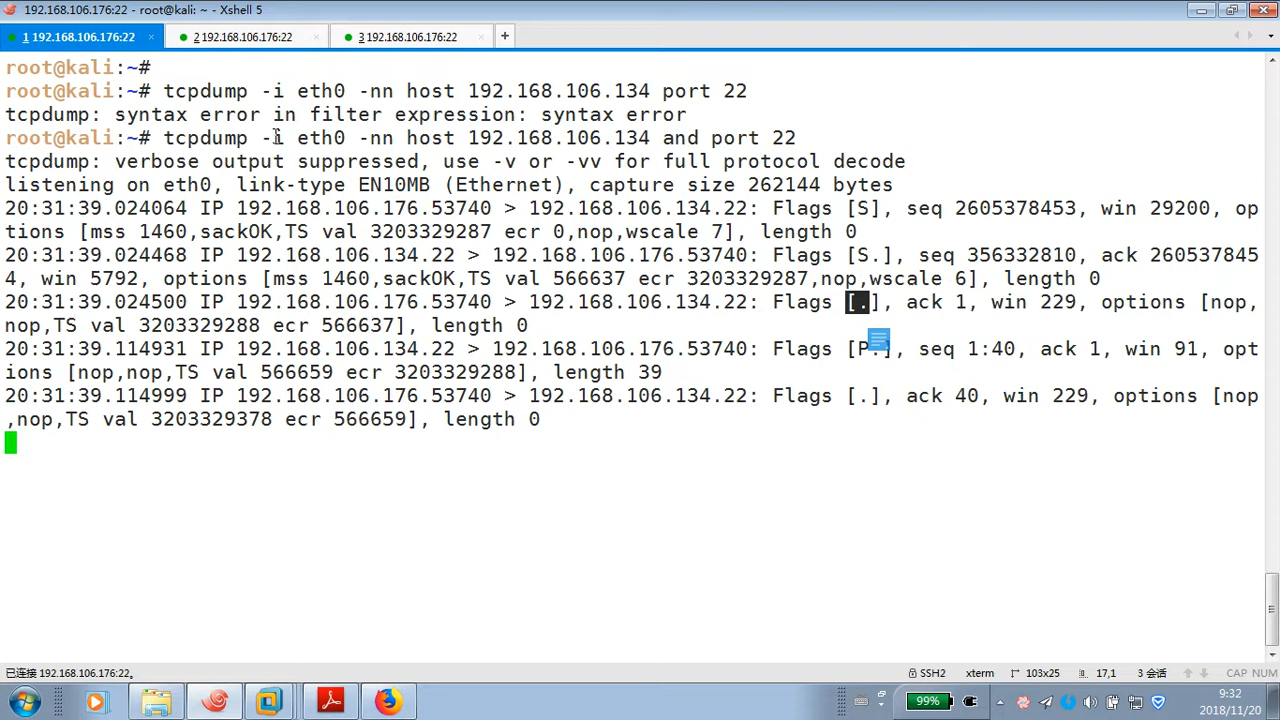 192.168.106.176:22 - root@kali: ~ - Xshell 5
1 192.168.106.176:22 × 2 192.168.106.176:22 × 3 192.168.106.176:22 × +
root@kali:~#
root@kali:~# tcpdump -i eth0 -nn host 192.168.106.134 port 22
tcpdump: syntax error in filter expression: syntax error
root@kali:~# tcpdump -i eth0 -nn host 192.168.106.134 and port 22
tcpdump: verbose output suppressed, use -v or -vv for full protocol decode
listening on eth0, link-type EN10MB (Ethernet), capture size 262144 bytes
20:31:39.024064 IP 192.168.106.176.53740 > 192.168.106.134.22: Flags [S], seq 2605378453, win 29200, op
tions [mss 1460,sackOK,TS val 3203329287 ecr 0,nop,wscale 7], length 0
20:31:39.024468 IP 192.168.106.134.22 > 192.168.106.176.53740: Flags [S.], seq 356332810, ack 260537845
4, win 5792, options [mss 1460,sackOK,TS val 566637 ecr 3203329287,nop,wscale 6], length 0
20:31:39.024500 IP 192.168.106.176.53740 > 192.168.106.134.22: Flags [.], ack 1, win 229, options [nop,
nop,TS val 3203329288 ecr 566637], length 0
20:31:39.114937 IP 192.168.106.134.22 > 192.168.106.176.53740: Flags [P.], seq 1:40, ack 1, win 91, opt
ions [nop,nop,TS val 566659 ecr 3203329288], length 39
20:31:39.114999 IP 192.168.106.176.53740 > 192.168.106.134.22: Flags [.], ack 40, win 229, options [nop
,nop,TS val 3203329378 ecr 566659], length 0
已连接 192.168.106.176:22。 SSH2 xterm 103x25 17,1 3 会话 CAP NUM
99% 9:32
2018/11/20